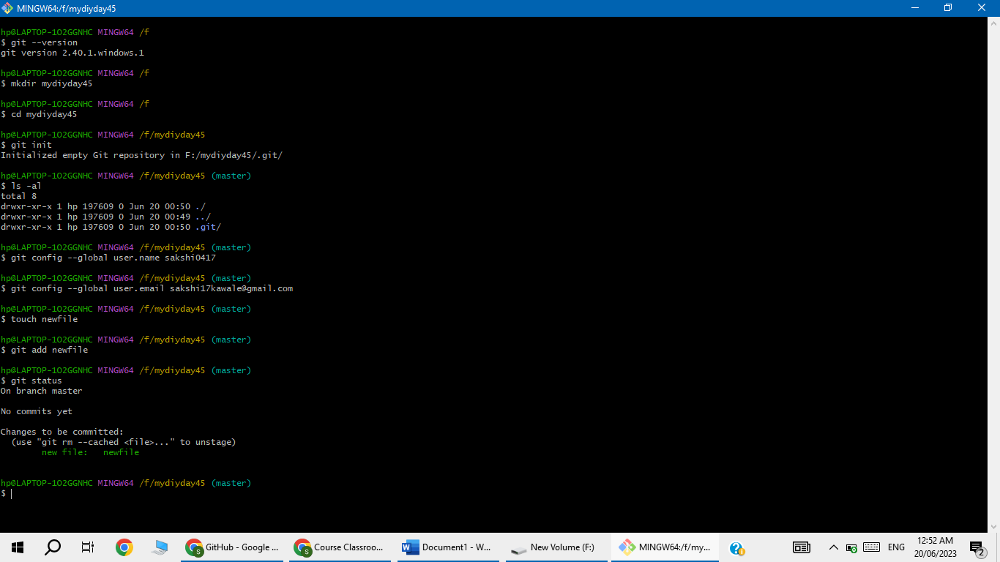 MINGW64:/f/mydiyday45
hp@LAPTOP-1O2GGNHC MINGW64 /f
$ git --version
git version 2.40.1.windows.1
hp@LAPTOP-1O2GGNHC MINGW64 /f
$ mkdir mydiyday45
hp@LAPTOP-1O2GGNHC MINGW64 /f
$ cd mydiyday45
hp@LAPTOP-1O2GGNHC MINGW64 /f/mydiyday45
$ git init
Initialized empty Git repository in F:/mydiyday45/.git/
hp@LAPTOP-1O2GGNHC MINGW64 /f/mydiyday45 (master)
$ ls -al
total 8
drwxr-xr-x 1 hp 197609 0 Jun 20 00:50 ./
drwxr-xr-x 1 hp 197609 0 Jun 20 00:49 ../
drwxr-xr-x 1 hp 197609 0 Jun 20 00:50 .git/
hp@LAPTOP-1O2GGNHC MINGW64 /f/mydiyday45 (master)
$ git config --global user.name sakshi0417
hp@LAPTOP-1O2GGNHC MINGW64 /f/mydiyday45 (master)
$ git config --global user.email sakshi17kawale@gmail.com
hp@LAPTOP-1O2GGNHC MINGW64 /f/mydiyday45 (master)
$ touch newfile
hp@LAPTOP-1O2GGNHC MINGW64 /f/mydiyday45 (master)
$ git add newfile
hp@LAPTOP-1O2GGNHC MINGW64 /f/mydiyday45 (master)
$ git status
On branch master
No commits yet
Changes to be committed:
(use "git rm --cached <file>..." to unstage)
new file:   newfile
hp@LAPTOP-1O2GGNHC MINGW64 /f/mydiyday45 (master)
$
S GitHub - Google ...
S Course Classroo...
W Document1 - W...
New Volume (F:)
MINGW64:/f/my...
ENG
12:52 AM
20/06/2023
2